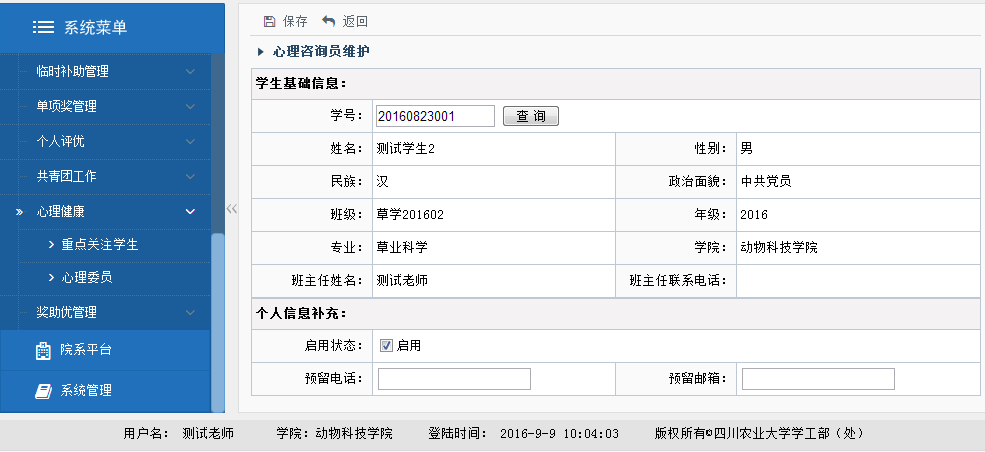 系统菜单
临时补助管理
单项奖管理
个人评优
共青团工作
» 心理健康
重点关注学生
心理委员
奖助优管理
院系平台
系统管理
«
保存 返回
心理咨询员维护
学生基础信息：
学号： 20160823001 查 询
姓名： 测试学生2 性别： 男
民族： 汉 政治面貌： 中共党员
班级： 草学201602 年级： 2016
专业： 草业科学 学院： 动物科技学院
班主任姓名： 测试老师 班主任联系电话：
个人信息补充：
启用状态： 启用
预留电话： 预留邮箱：
用户名： 测试老师 学院：动物科技学院 登陆时间： 2016-9-9 10:04:03 版权所有©四川农业大学学工部（处）